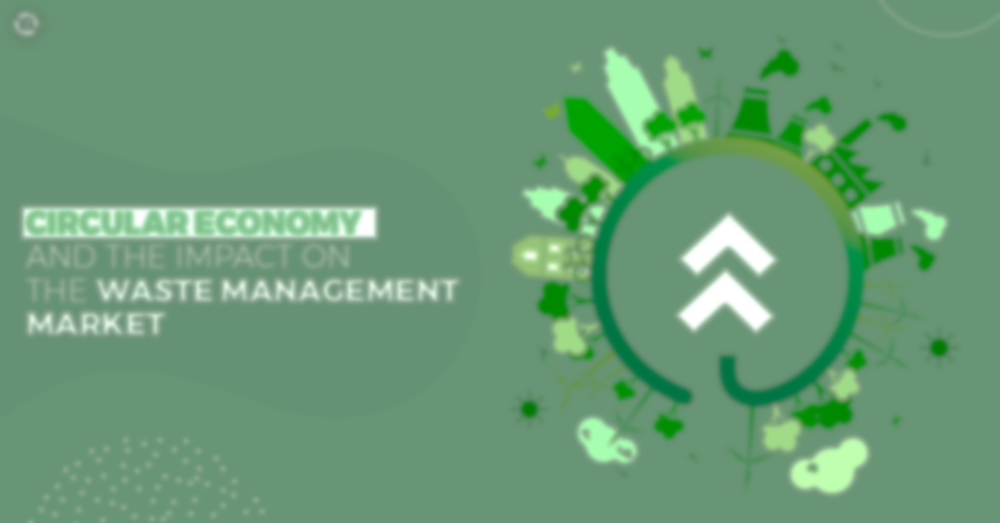 CIRCULAR ECONOMY
AND THE IMPACT ON
THE WASTE MANAGEMENT
MARKET